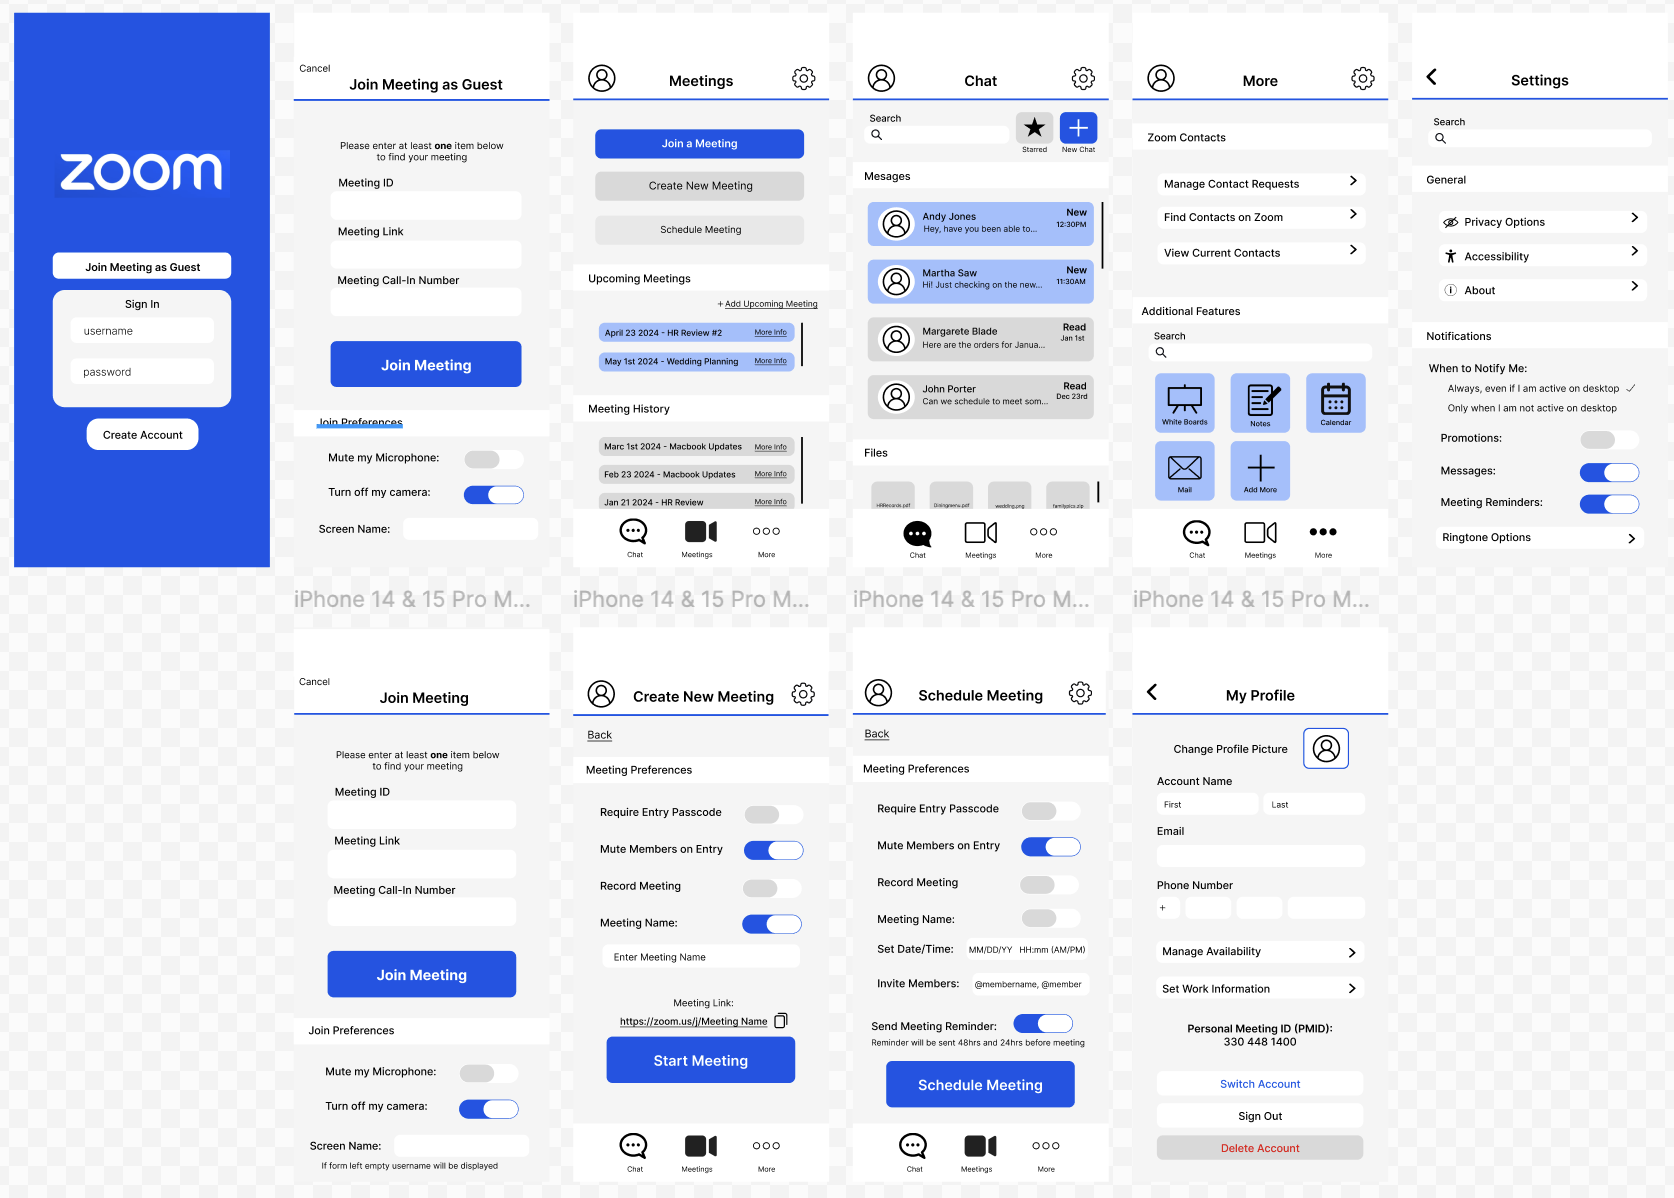 zoom
Join Meeting as Guest
Sign In
username
password
Create Account
Cancel
Join Meeting as Guest
Please enter at least one item below
to find your meeting
Meeting ID
Meeting Link
Meeting Call-In Number
Join Meeting
Join Preferences
Mute my Microphone:
Turn off my camera:
Screen Name:
Meetings
Join a Meeting
Create New Meeting
Schedule Meeting
Upcoming Meetings
+ Add Upcoming Meeting
April 23 2024 - HR Review #2 More Info
May 1st 2024 - Wedding Planning More Info
Meeting History
Marc 1st 2024 - Macbook Updates More Info
Feb 23 2024 - Macbook Updates More Info
Jan 21 2024 - HR Review More Info
Chat Meetings More
Chat
Search
Starred New Chat
Mesages
Andy Jones New
Hey, have you been able to... 12:30PM
Martha Saw New
Hi! Just checking on the new... 11:30AM
Margarete Blade Read
Here are the orders for Janua... Jan 1st
John Porter Read
Can we schedule to meet som... Dec 23rd
Files
HRRecords.pdf Diningmenu.pdf wedding.png familypics.zip
Chat Meetings More
More
Zoom Contacts
Manage Contact Requests
Find Contacts on Zoom
View Current Contacts
Additional Features
Search
White Boards Notes Calendar
Mail Add More
Chat Meetings More
Settings
Search
General
Privacy Options
Accessibility
About
Notifications
When to Notify Me:
Always, even if I am active on desktop
Only when I am not active on desktop
Promotions:
Messages:
Meeting Reminders:
Ringtone Options
iPhone 14 & 15 Pro M...
iPhone 14 & 15 Pro M...
iPhone 14 & 15 Pro M...
iPhone 14 & 15 Pro M...
Cancel
Join Meeting
Please enter at least one item below
to find your meeting
Meeting ID
Meeting Link
Meeting Call-In Number
Join Meeting
Join Preferences
Mute my Microphone:
Turn off my camera:
Screen Name:
If form left empty username will be displayed
Create New Meeting
Back
Meeting Preferences
Require Entry Passcode
Mute Members on Entry
Record Meeting
Meeting Name:
Enter Meeting Name
Meeting Link:
https://zoom.us/j/Meeting Name
Start Meeting
Chat Meetings More
Schedule Meeting
Back
Meeting Preferences
Require Entry Passcode
Mute Members on Entry
Record Meeting
Meeting Name:
Set Date/Time: MM/DD/YY HH:mm (AM/PM)
Invite Members: @membername, @member
Send Meeting Reminder:
Reminder will be sent 48hrs and 24hrs before meeting
Schedule Meeting
Chat Meetings More
My Profile
Change Profile Picture
Account Name
First Last
Email
Phone Number
+
Manage Availability
Set Work Information
Personal Meeting ID (PMID):
330 448 1400
Switch Account
Sign Out
Delete Account